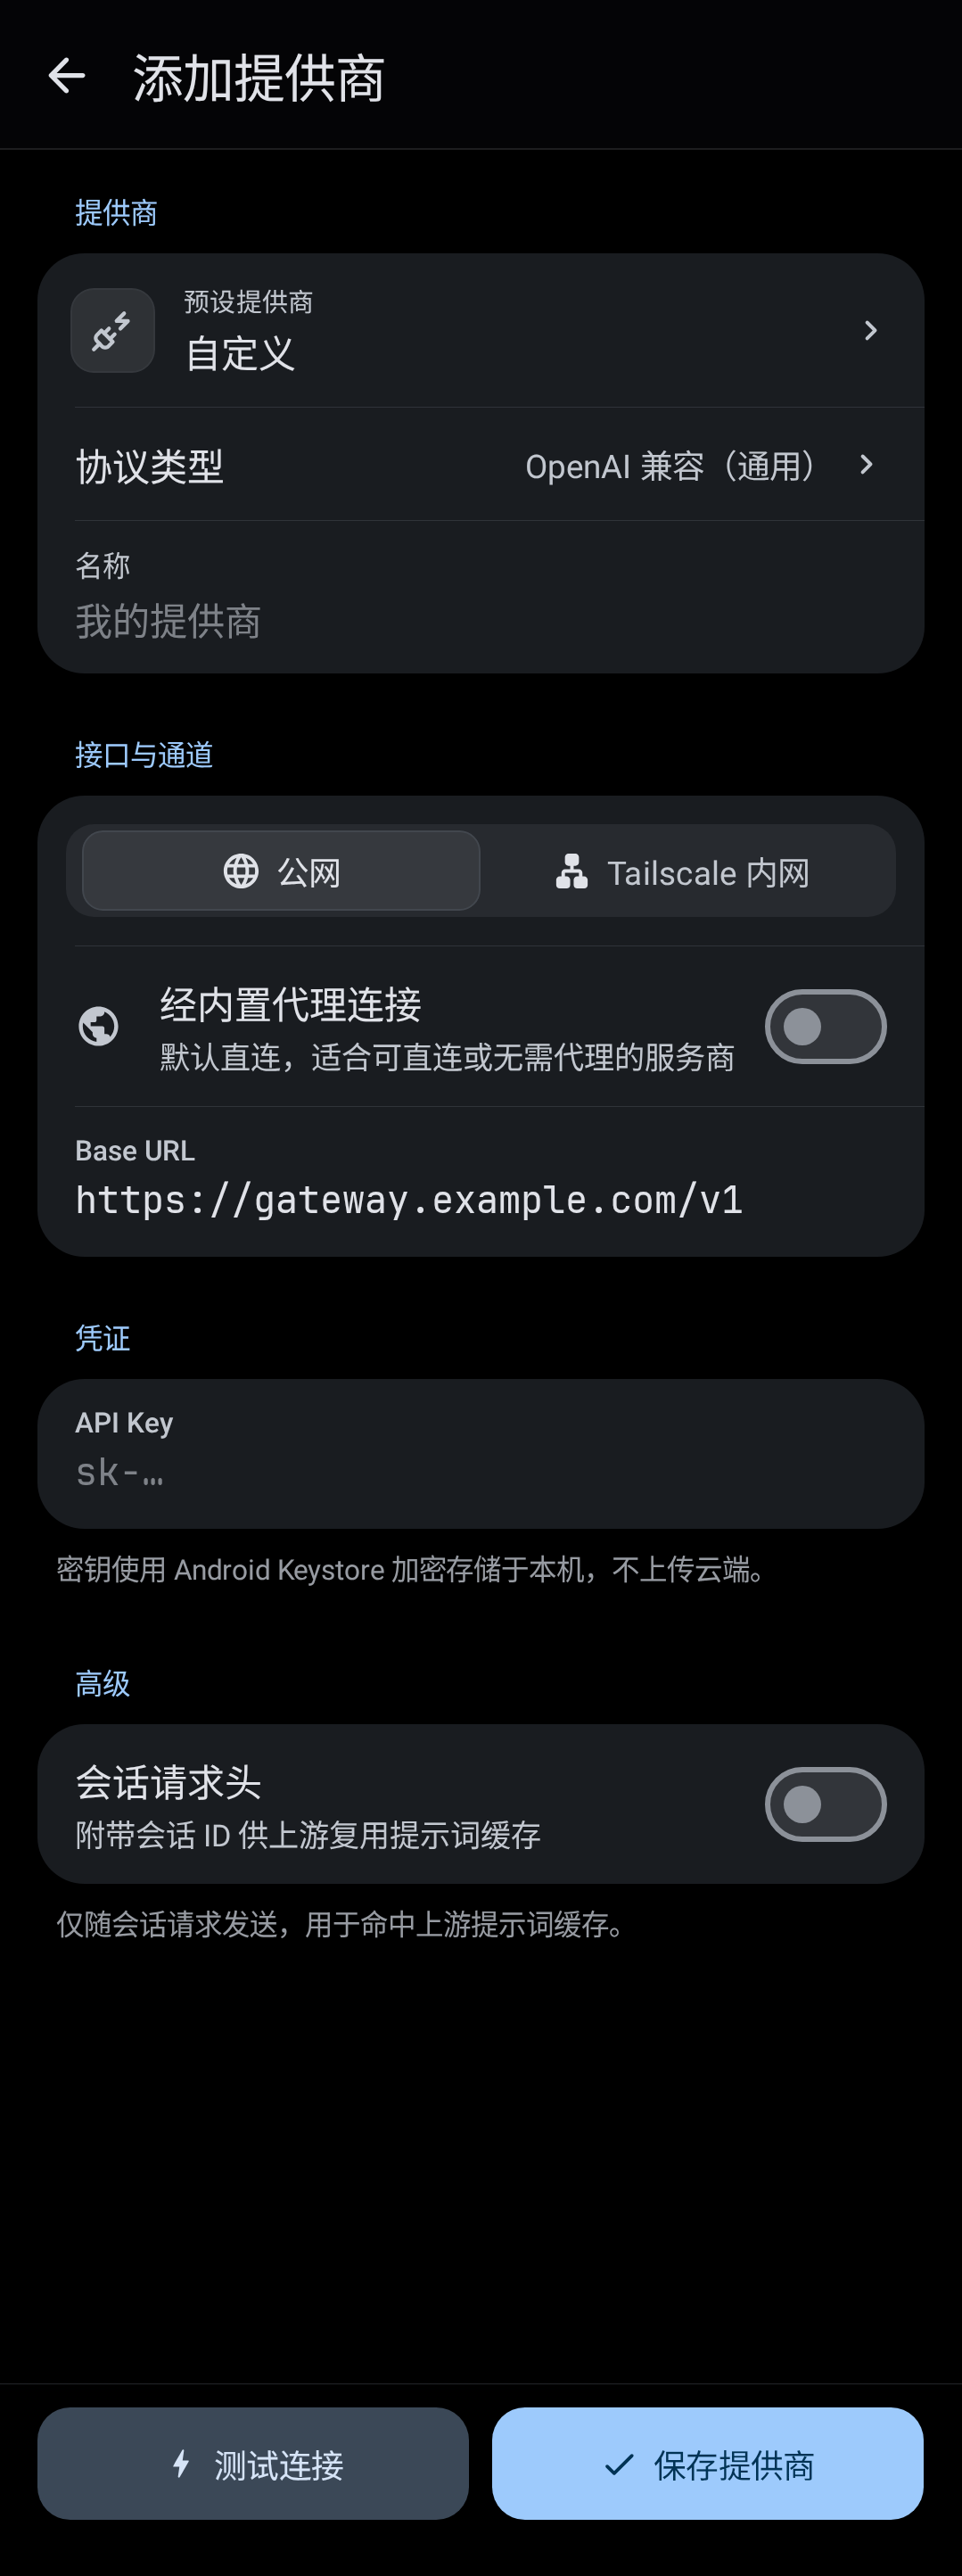 添加提供商
提供商
预设提供商
自定义
协议类型
OpenAI 兼容（通用）
名称
我的提供商
接口与通道
公网
Tailscale 内网
经内置代理连接
默认直连，适合可直连或无需代理的服务商
Base URL
https://gateway.example.com/v1
凭证
API Key
sk-…
密钥使用 Android Keystore 加密存储于本机，不上传云端。
高级
会话请求头
附带会话 ID 供上游复用提示词缓存
仅随会话请求发送，用于命中上游提示词缓存。
测试连接
保存提供商